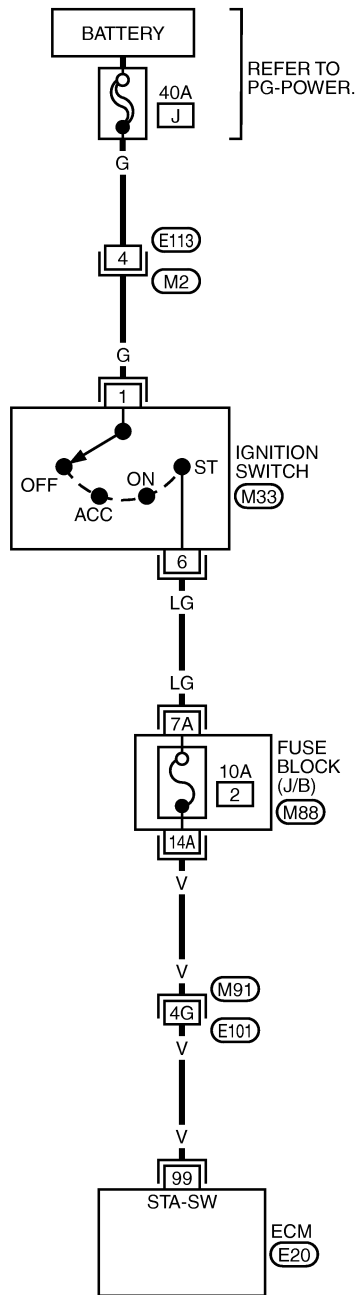 BATTERY
REFER TO
PG-POWER.
40A
J
G
4
E113
M2
G
1
OFF
ACC
ON
ST
IGNITION
SWITCH
M33
6
LG
LG
7A
10A
2
FUSE
BLOCK
(J/B)
M88
14A
V
V
M91
4G
E101
V
V
99
STA-SW
ECM
E20